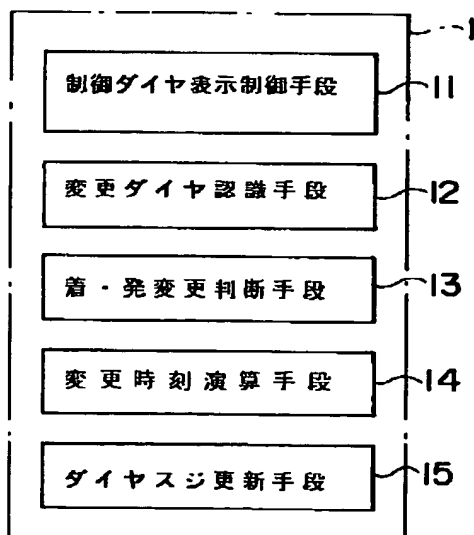 1
制御ダイヤ表示制御手段
11
変更ダイヤ認識手段
12
着・発変更判断手段
13
変更時刻演算手段
14
ダイヤスジ更新手段
15